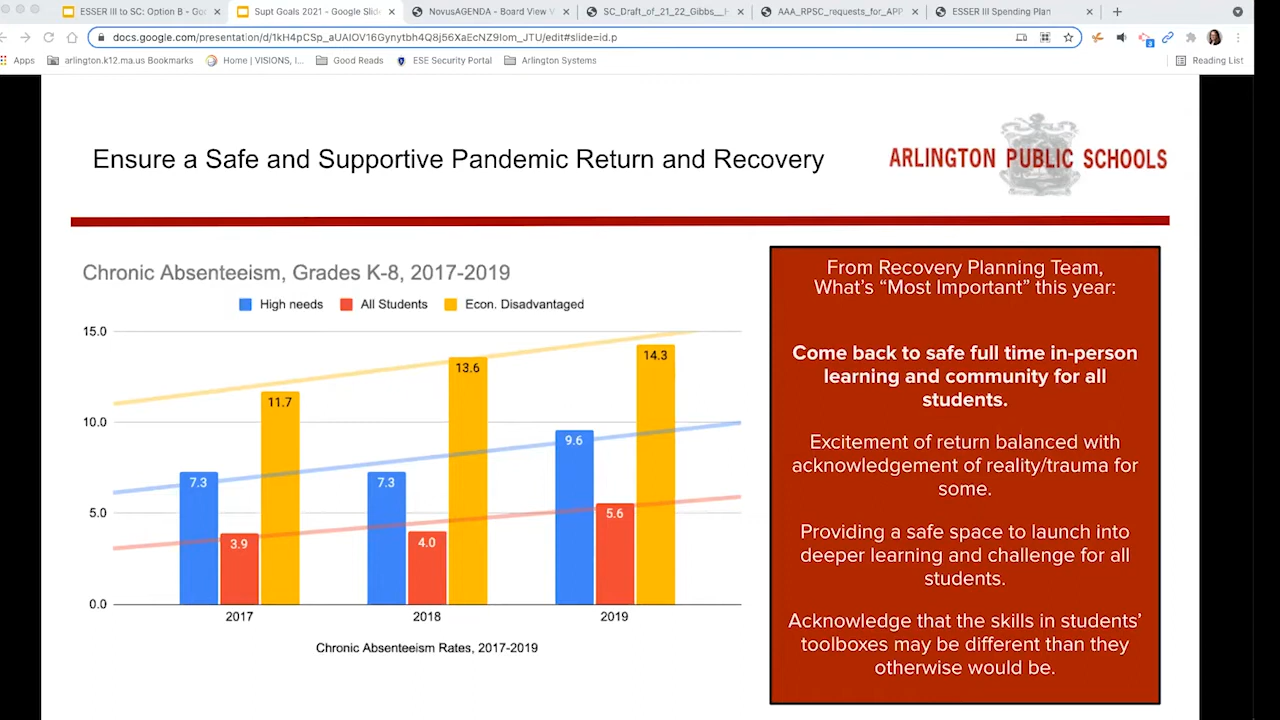 ESSER III to SC: Option B - Goo
Supt Goals 2021 - Google Slide
NovusAGENDA - Board View V
SC_Draft_of_21_22_Gibbs__H
AAA_RPSC_requests_for_APP
ESSER III Spending Plan
docs.google.com/presentation/d/1kH4pCSp_aUAIOV16Gynytbh4Q8j56XaEcNZ9Iom_JTU/edit#slide=id.p
Apps
arlington.k12.ma.us Bookmarks
Home | VISIONS, I...
Good Reads
ESE Security Portal
Arlington Systems
Reading List
Ensure a Safe and Supportive Pandemic Return and Recovery
ARLINGTON PUBLIC SCHOOLS
Chronic Absenteeism, Grades K-8, 2017-2019
High needs
All Students
Econ. Disadvantaged
15.0
10.0
5.0
0.0
7.3
3.9
11.7
7.3
4.0
13.6
9.6
5.6
14.3
2017
2018
2019
Chronic Absenteeism Rates, 2017-2019
From Recovery Planning Team,
What's “Most Important” this year:
Come back to safe full time in-person
learning and community for all
students.
Excitement of return balanced with
acknowledgement of reality/trauma for
some.
Providing a safe space to launch into
deeper learning and challenge for all
students.
Acknowledge that the skills in students’
toolboxes may be different than they
otherwise would be.